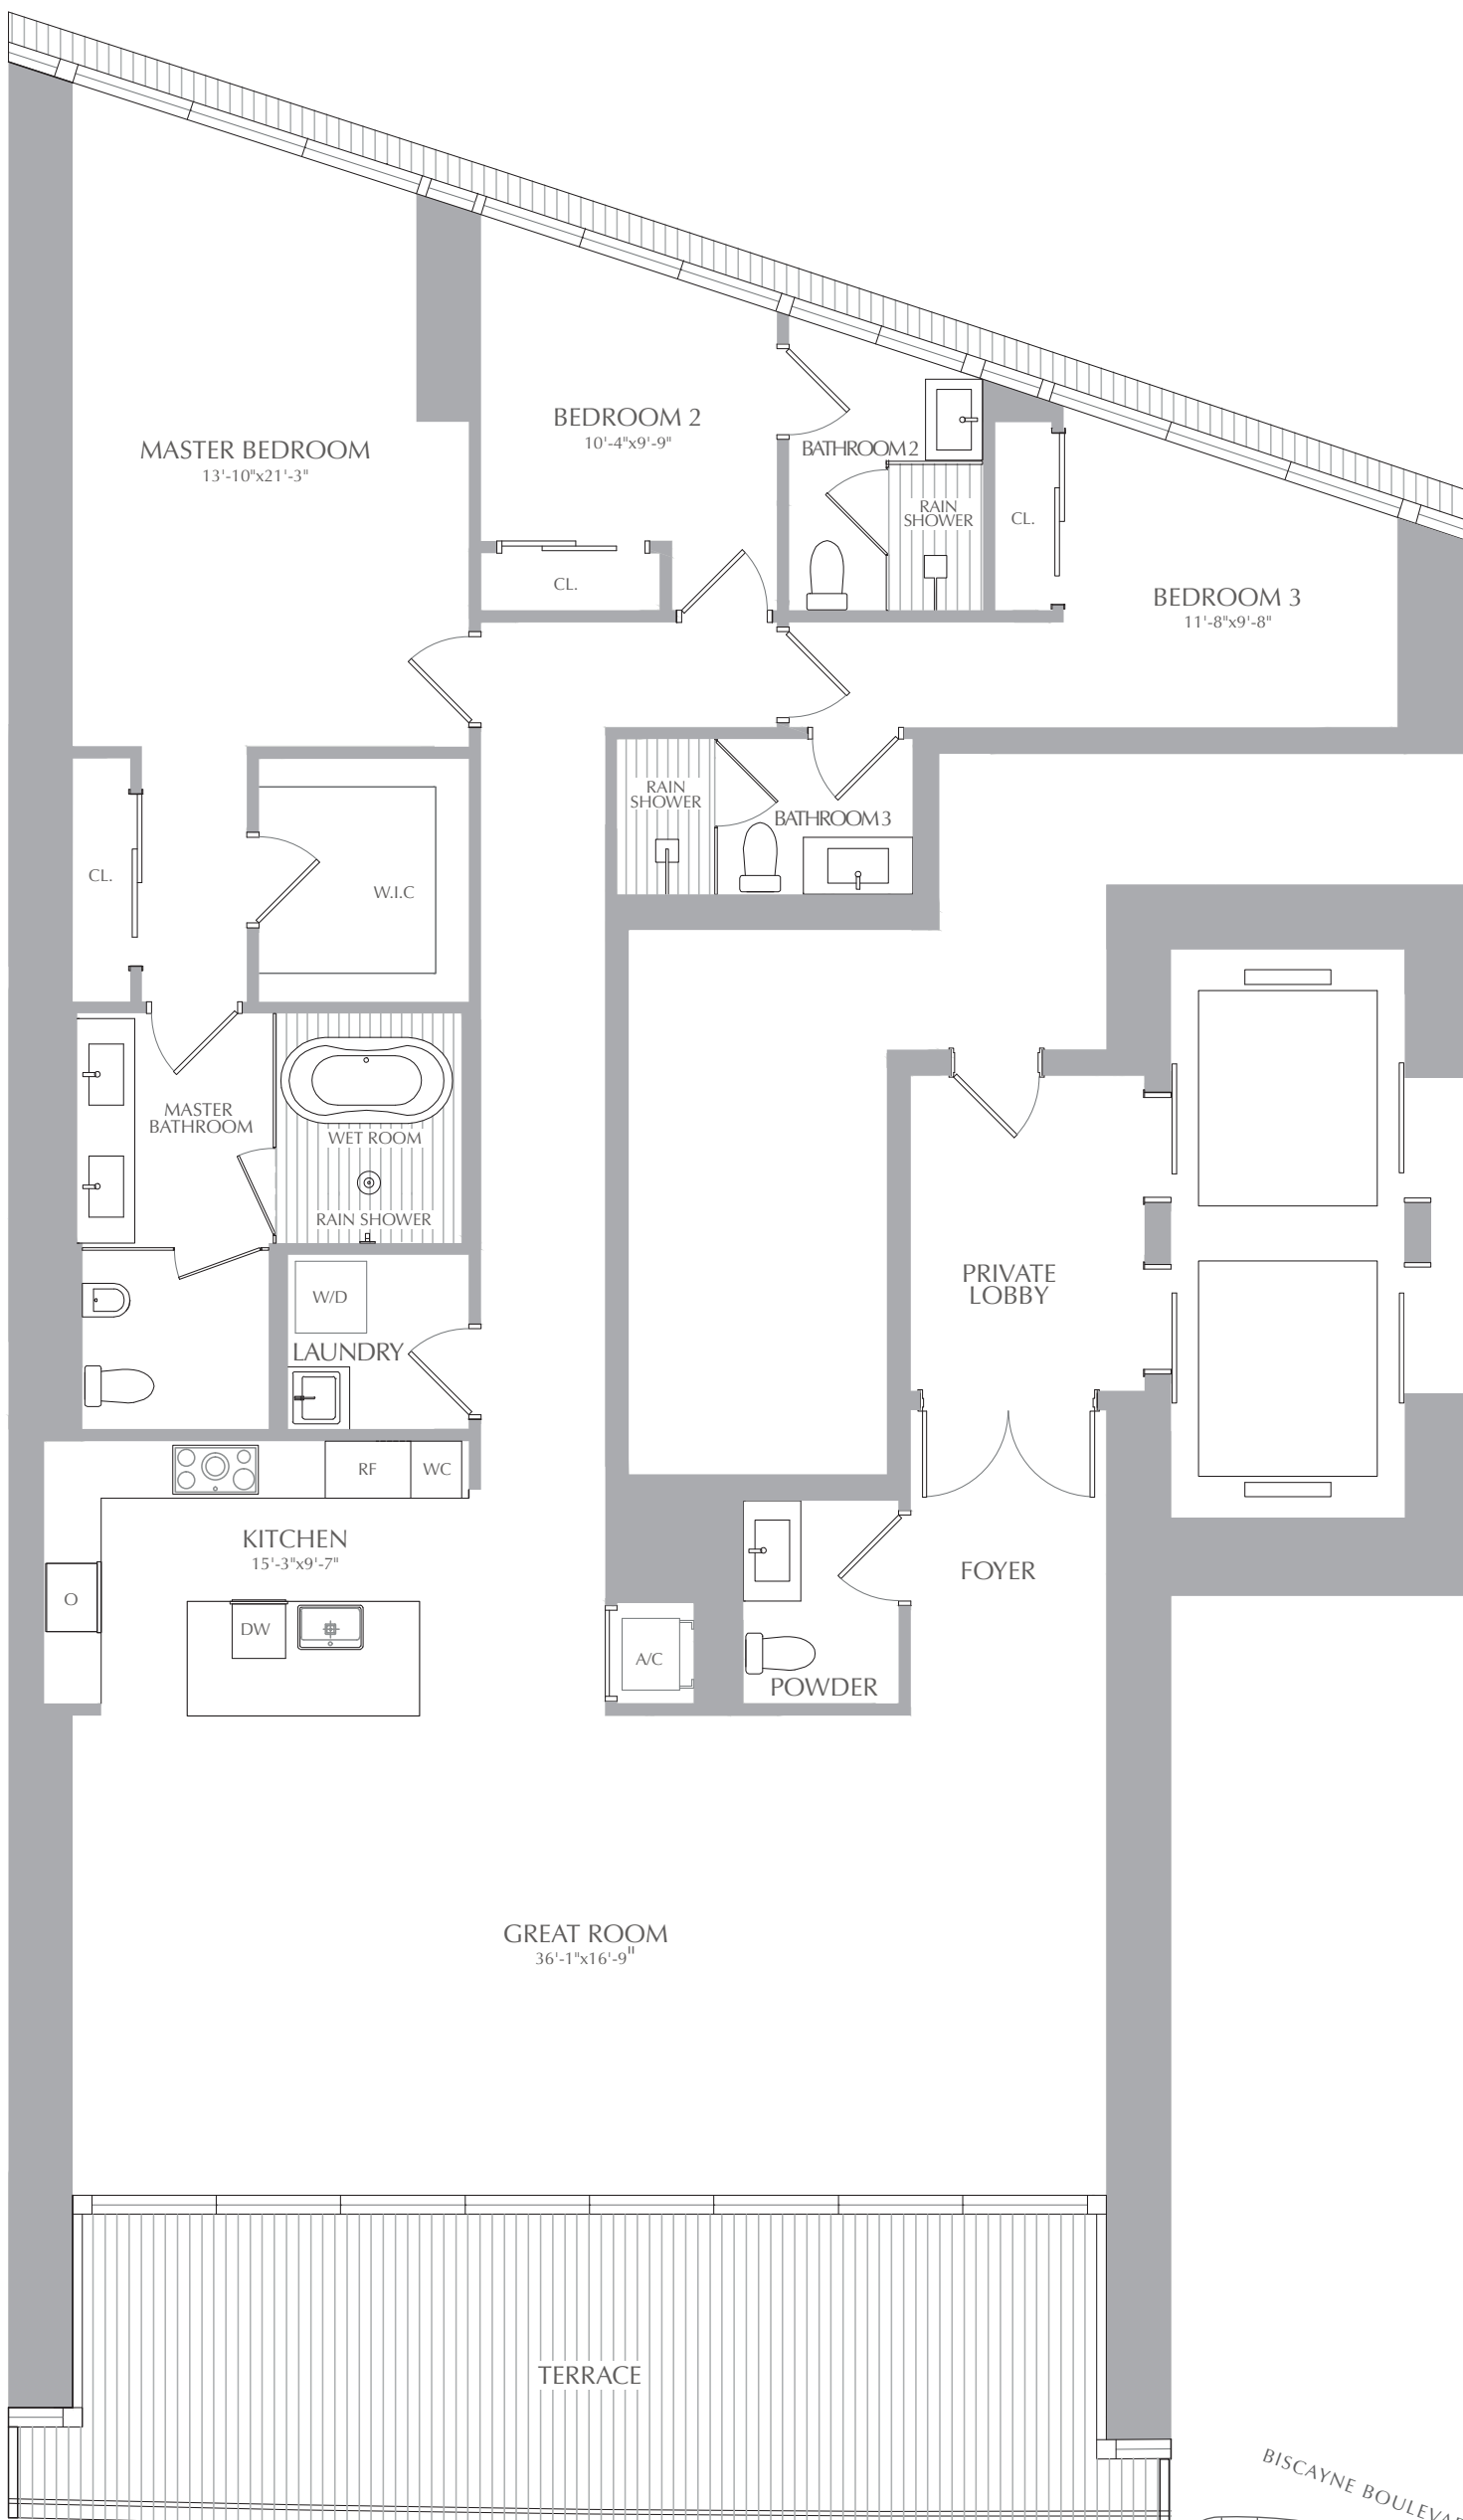 BEDROOM 2
10'-4"x9'-9"
MASTER BEDROOM
13'-10"x21'-3"
BATHROOM 2
RAIN
SHOWER
CL.
CL.
BEDROOM 3
11'-8"x9'-8"
RAIN
SHOWER
BATHROOM 3
CL.
W.I.C
MASTER
BATHROOM
WET ROOM
RAIN SHOWER
PRIVATE
LOBBY
W/D
LAUNDRY
RF
WC
KITCHEN
15'-3"x9'-7"
FOYER
O
DW
A/C
POWDER
GREAT ROOM
36'-1"x16'-9"
TERRACE
BISCAYNE BOULEVA